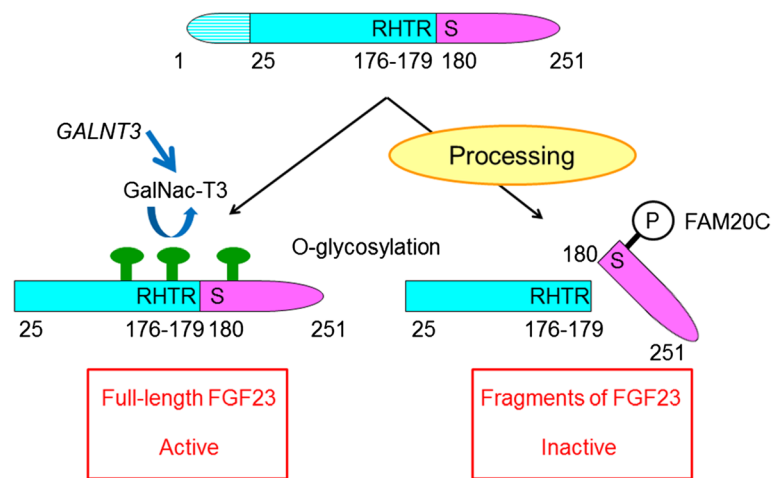 RHTR S
1 25 176-179 180 251
GALNT3
Processing
GalNac-T3
P FAM20C
O-glycosylation
180 S
RHTR S
RHTR
25 176-179 180 251
25 176-179
251
Full-length FGF23
Active
Fragments of FGF23
Inactive